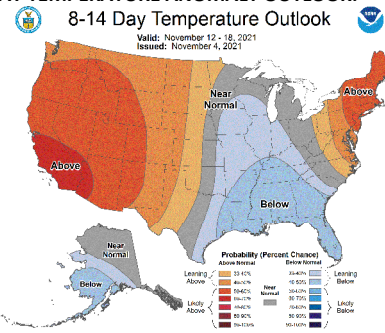 TEMPERATURE ANOMALY OUTLOOK
8-14 Day Temperature Outlook
Valid: November 12 - 18, 2021
Issued: November 4, 2021
Near
Normal
Above
Above
Below
Near
Normal
Below
Probability (Percent Chance)
Above Normal
Below Normal
Leaning
Above
Likely
Above
33-40%
40-50%
50-60%
60-70%
70-80%
80-90%
90-100%
Near
Normal
33-40%
40-50%
50-60%
60-70%
70-80%
80-90%
90-100%
Leaning
Below
Likely
Below